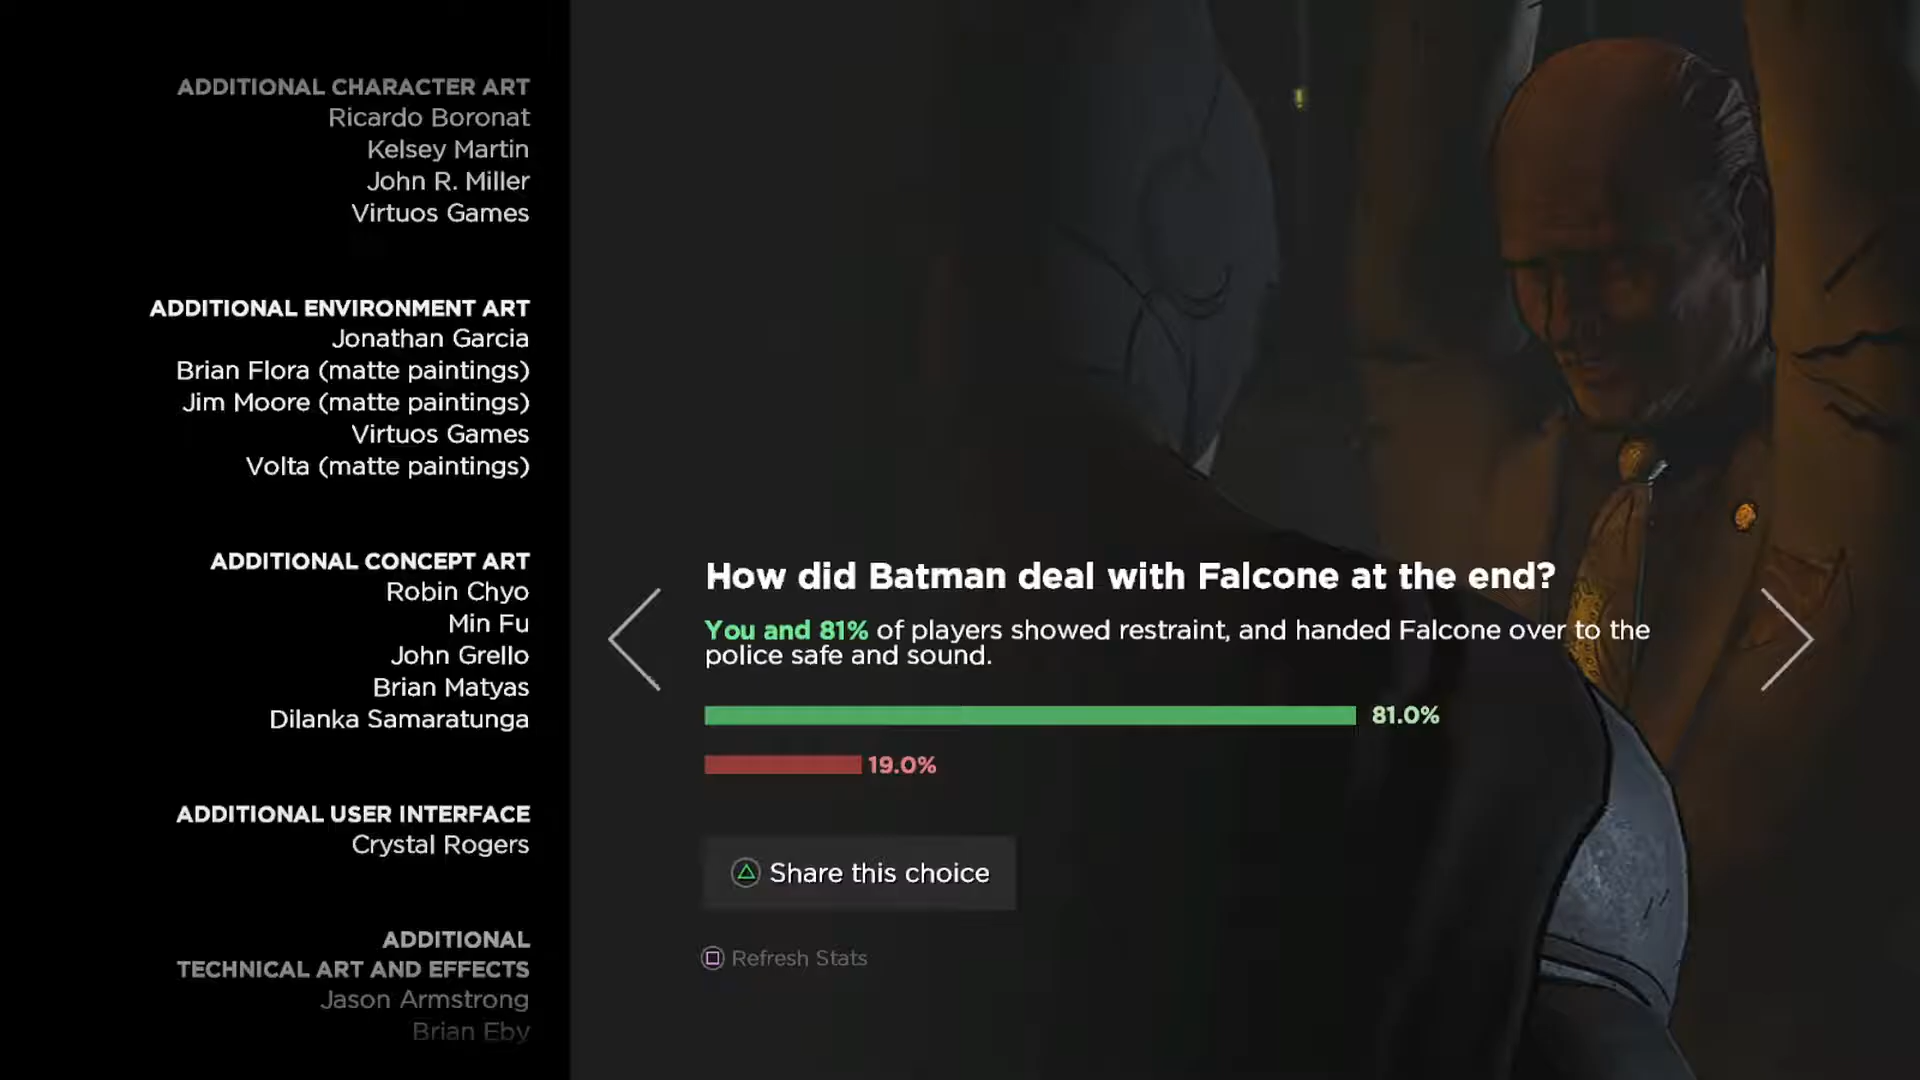 ADDITIONAL CHARACTER ART
Ricardo Boronat
Kelsey Martin
John R. Miller
Virtuos Games
ADDITIONAL ENVIRONMENT ART
Jonathan Garcia
Brian Flora (matte paintings)
Jim Moore (matte paintings)
Virtuos Games
Volta (matte paintings)
ADDITIONAL CONCEPT ART
Robin Chyo
Min Fu
John Grello
Brian Matyas
Dilanka Samaratunga
ADDITIONAL USER INTERFACE
Crystal Rogers
ADDITIONAL
TECHNICAL ART AND EFFECTS
Jason Armstrong
Brian Eby
How did Batman deal with Falcone at the end?
You and 81% of players showed restraint, and handed Falcone over to the
police safe and sound.
81.0%
19.0%
Share this choice
Refresh Stats